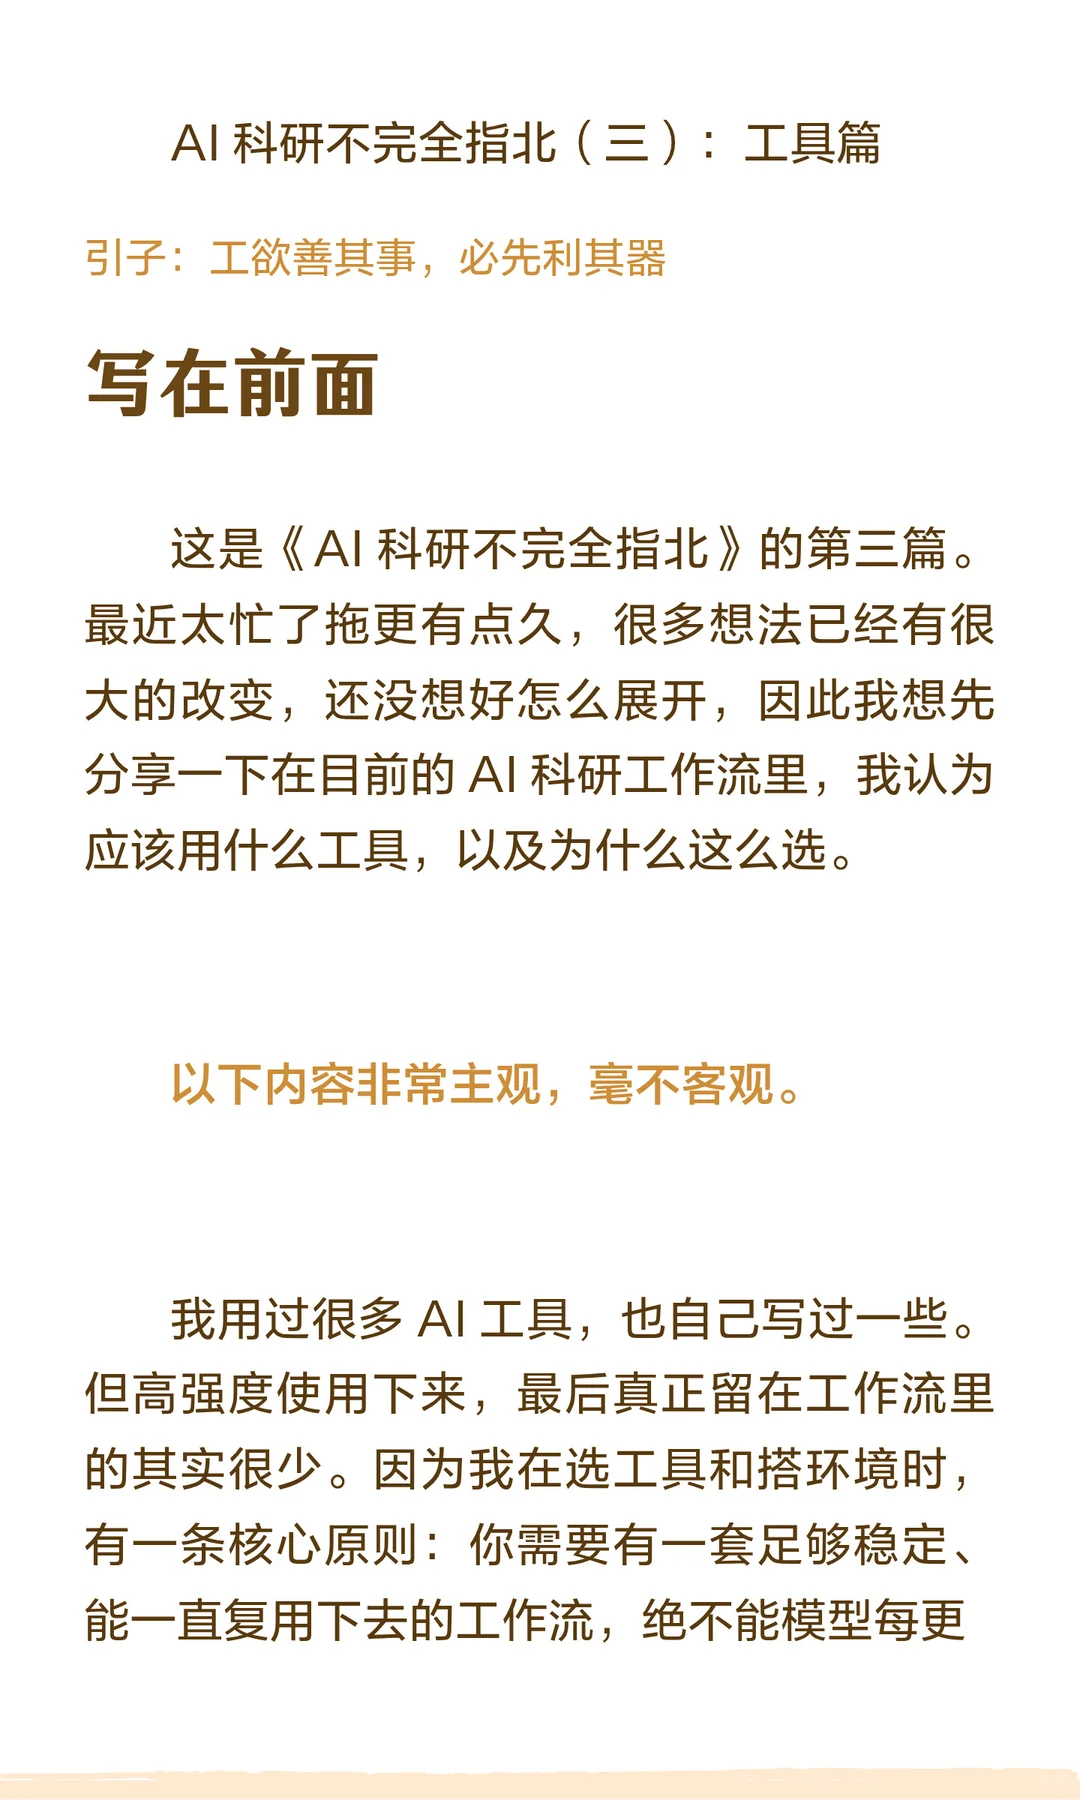 AI 科研不完全指北（三）：工具篇
引子：工欲善其事，必先利其器
写在前面
这是《AI 科研不完全指北》的第三篇。
最近太忙了拖更有点久，很多想法已经有很
大的改变，还没想好怎么展开，因此我想先
分享一下在目前的 AI 科研工作流里，我认为
应该用什么工具，以及为什么这么选。
以下内容非常主观，毫不客观。
我用过很多 AI 工具，也自己写过一些。
但高强度使用下来，最后真正留在工作流里
的其实很少。因为我在选工具和搭环境时，
有一条核心原则：你需要有一套足够稳定、
能一直复用下去的工作流，绝不能模型每更